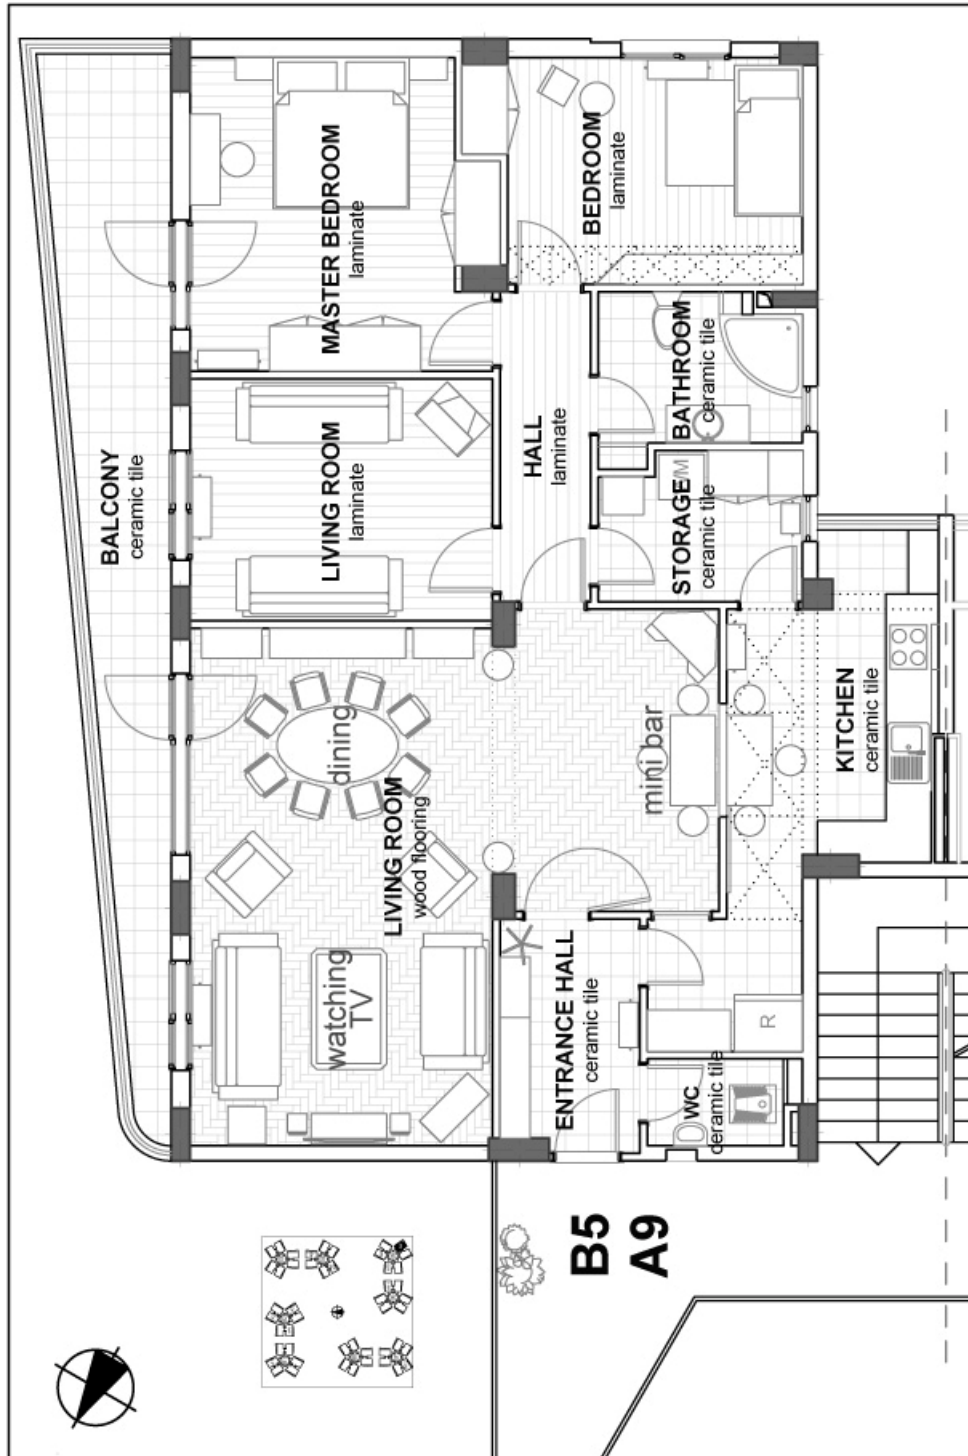 MASTER BEDROOM
laminate
BEDROOM
laminate
BATHROOM
ceramic tile
HALL
laminate
LIVING ROOM
laminate
BALCONY
ceramic tile
STORAGE
ceramic tile
W/M
KITCHEN
ceramic tile
dining
mini bar
LIVING ROOM
wood flooring
watching
TV
ENTRANCE HALL
ceramic tile
R
WC
ceramic tile
B5
A9